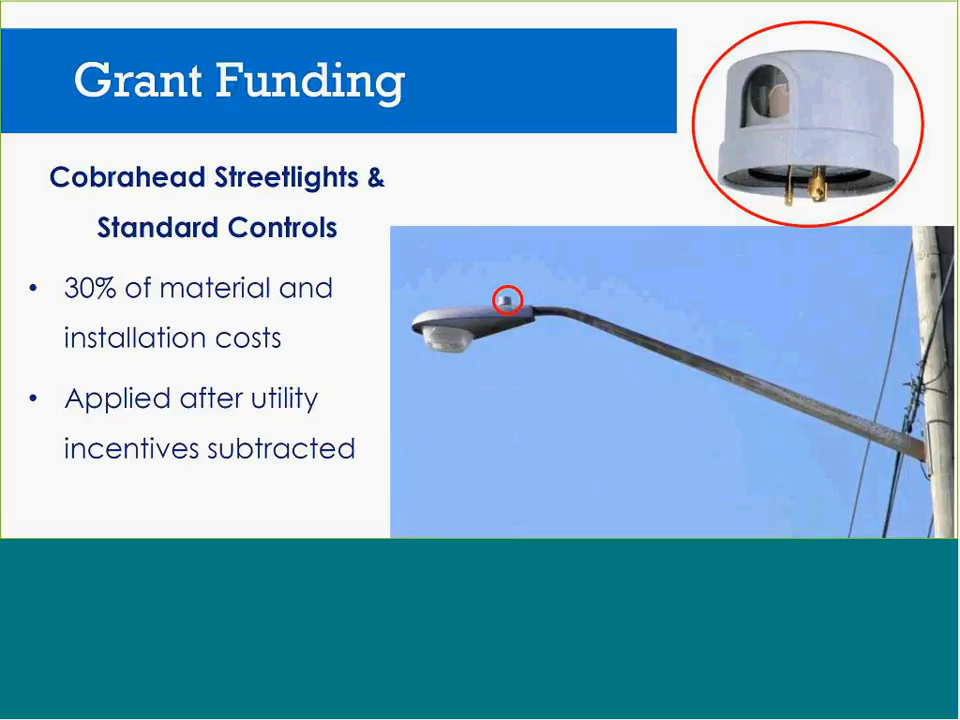 Grant Funding
Cobrahead Streetlights &
Standard Controls
• 30% of material and
installation costs
• Applied after utility
incentives subtracted